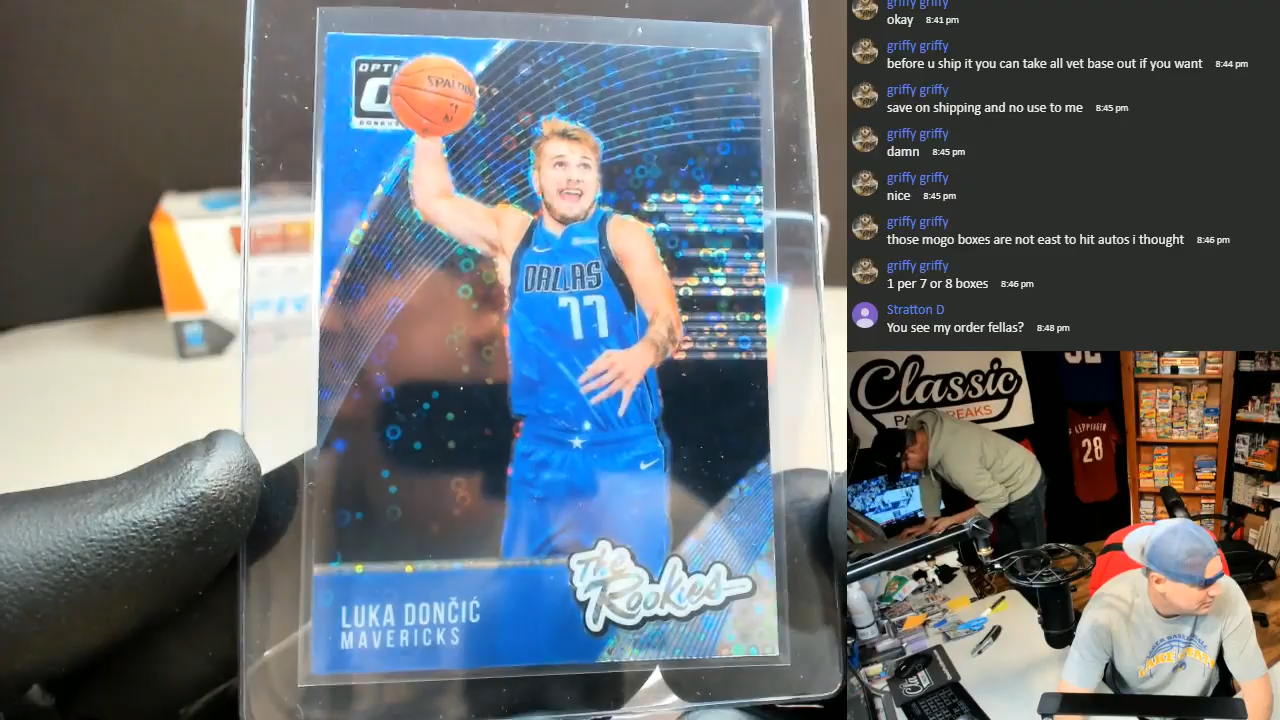 OPTI
DONRUSS
SPALDING
DALLAS
77
the
Rookies
LUKA DONČIĆ
MAVERICKS
griffy griffy
okay 8:41 pm
griffy griffy
before u ship it you can take all vet base out if you want 8:44 pm
griffy griffy
save on shipping and no use to me 8:45 pm
griffy griffy
damn 8:45 pm
griffy griffy
nice 8:45 pm
griffy griffy
those mogo boxes are not east to hit autos i thought 8:46 pm
griffy griffy
1 per 7 or 8 boxes 8:46 pm
Stratton D
You see my order fellas? 8:48 pm
Classic
BREAKS
LEPPINGER
28
Classic